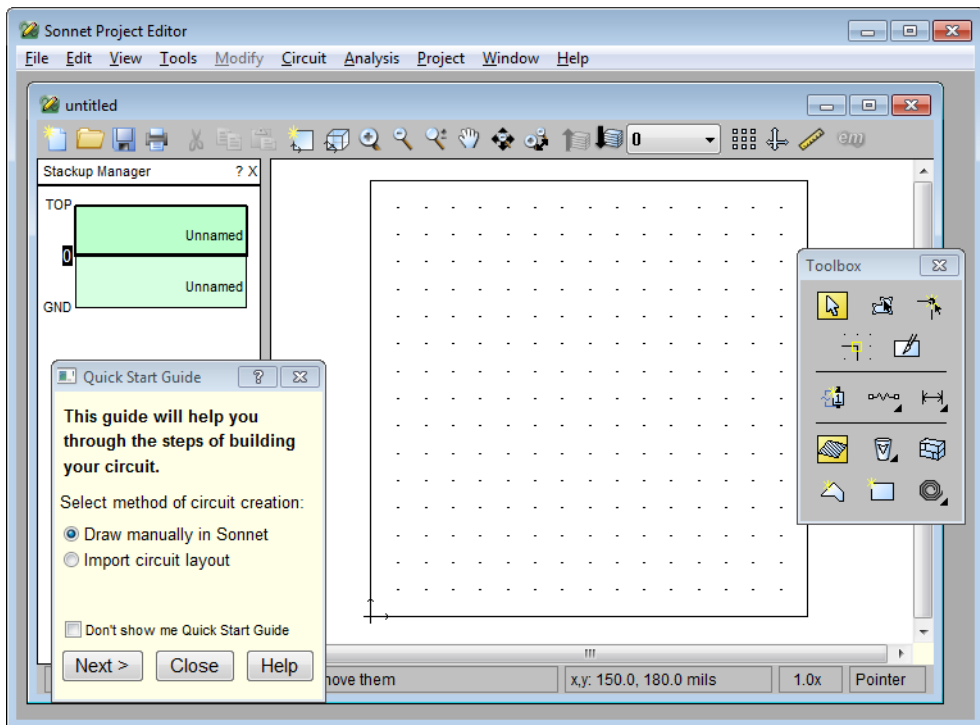 Sonnet Project Editor
File Edit View Tools Modify Circuit Analysis Project Window Help
untitled
0
Stackup Manager ? X
TOP
Unnamed
0
Unnamed
GND
Quick Start Guide
This guide will help you
through the steps of building
your circuit.
Select method of circuit creation:
Draw manually in Sonnet
Import circuit layout
Don't show me Quick Start Guide
Next > Close Help
Toolbox
move them
x,y: 150.0, 180.0 mils
1.0x
Pointer